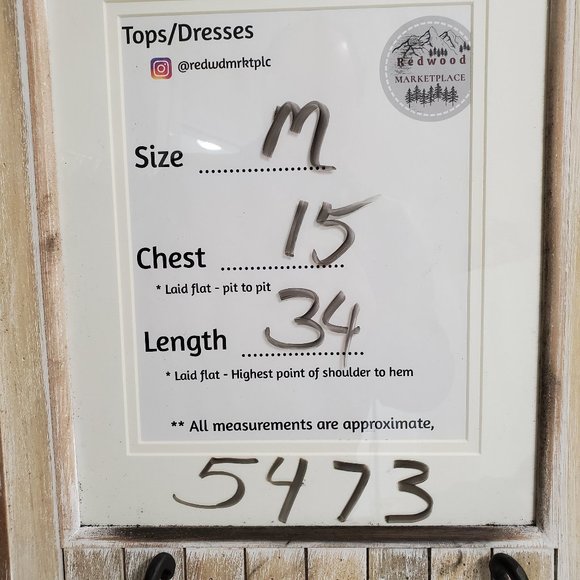 Tops/Dresses
@redwdmrktplc
Redwood
MARKETPLACE
Size M
Chest 15
* Laid flat - pit to pit
Length 34
* Laid flat - Highest point of shoulder to hem
** All measurements are approximate,
5473